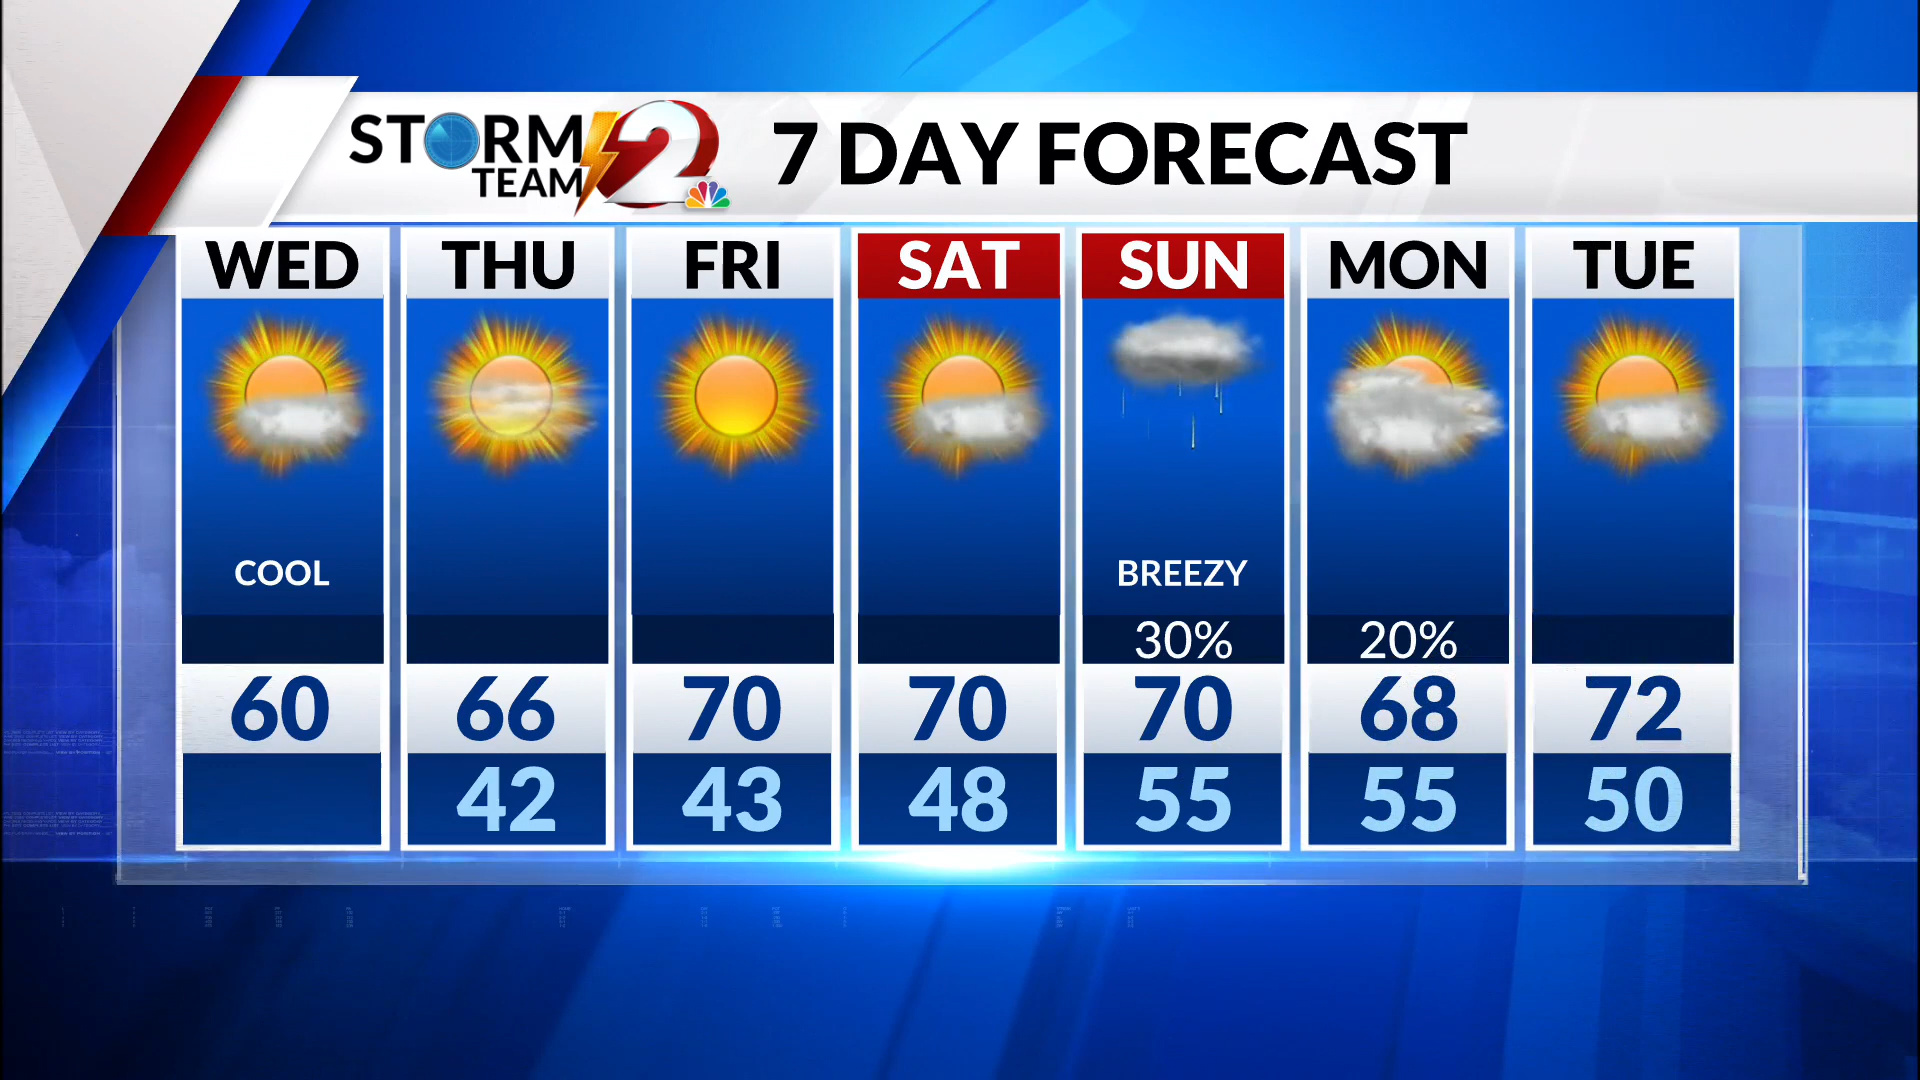 STORM
TEAM
2
7 DAY FORECAST
WED THU FRI SAT SUN MON TUE
COOL BREEZY
30% 20%
60 66 70 70 70 68 72
42 43 48 55 55 50